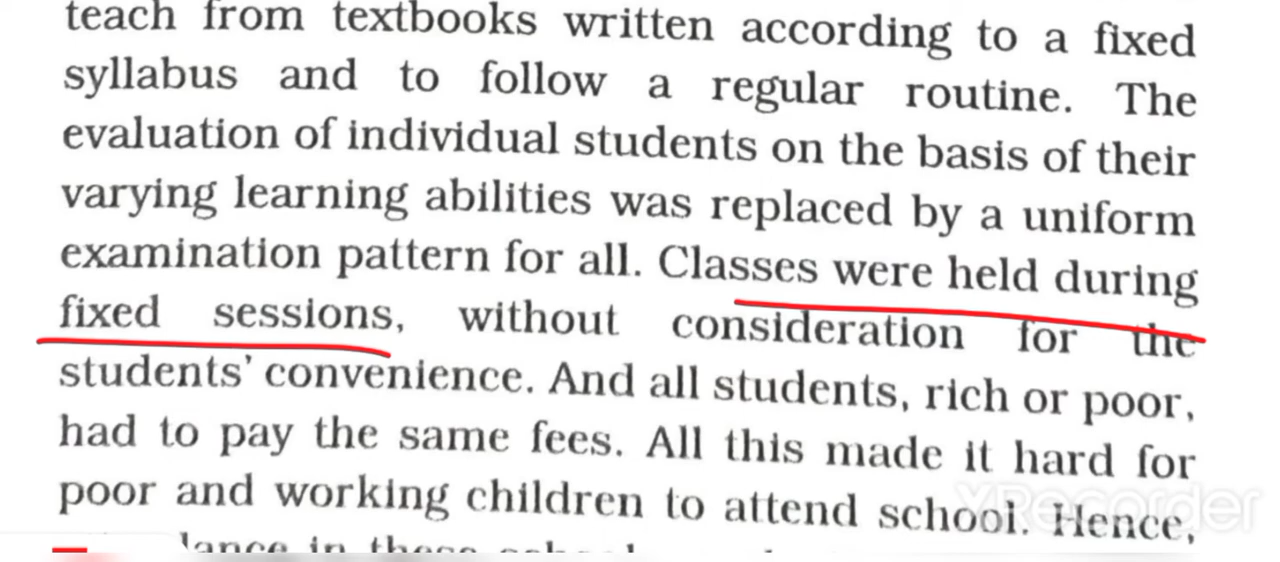 teach from textbooks written according to a fixed
syllabus and to follow a regular routine. The
evaluation of individual students on the basis of their
varying learning abilities was replaced by a uniform
examination pattern for all. Classes were held during
fixed sessions, without consideration for the
students' convenience. And all students, rich or poor,
had to pay the same fees. All this made it hard for
poor and working children to attend school. Hence,
XRecorder